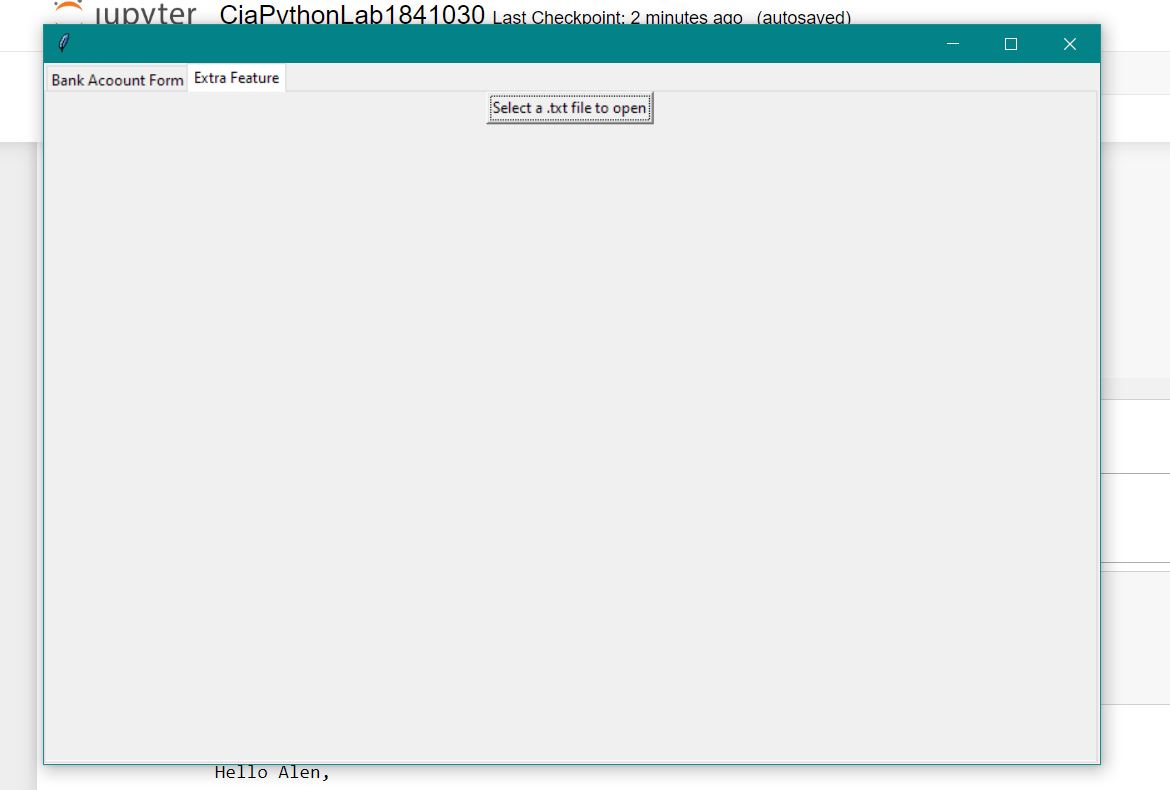 jupyter CiaPythonLab1841030 Last Checkpoint: 2 minutes ago (autosaved)
Bank Acoount Form Extra Feature
Select a .txt file to open
Hello Alen,